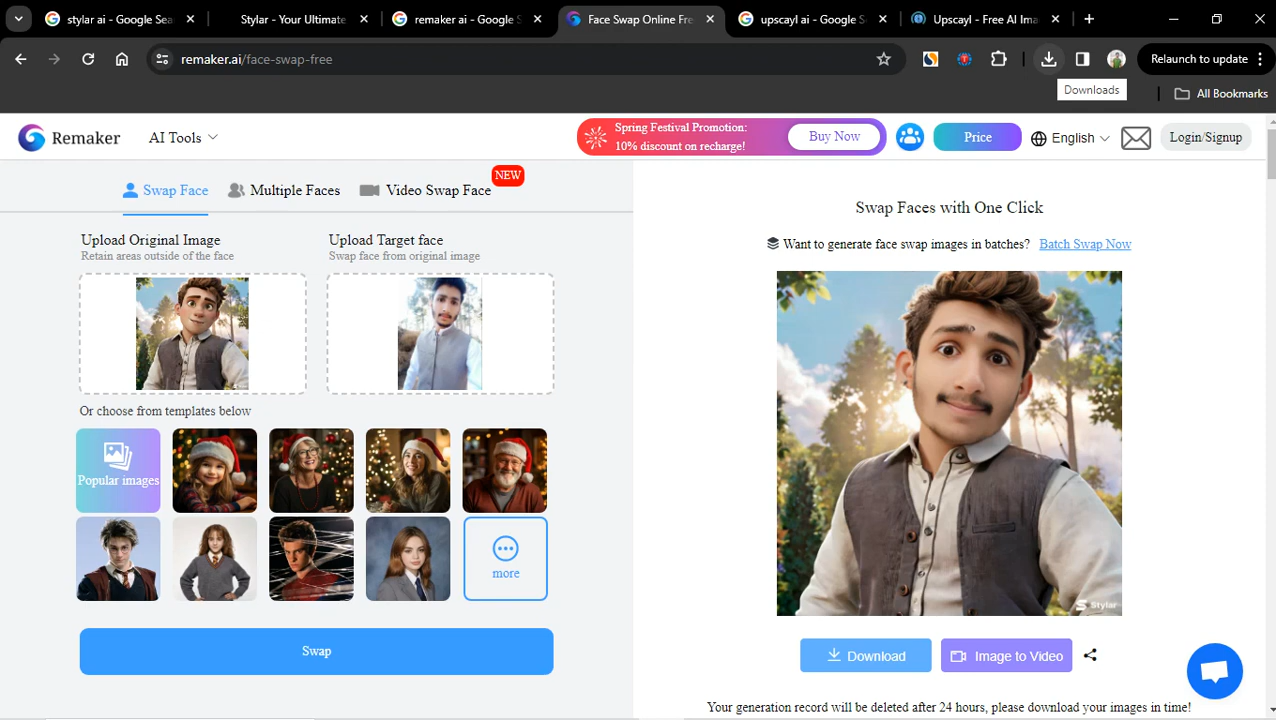 stylar ai - Google Sea
Stylar - Your Ultimate
remaker ai - Google S
Face Swap Online Fre
upscayl ai - Google S
Upscayl - Free AI Ima
remaker.ai/face-swap-free
Relaunch to update
Downloads
All Bookmarks
Remaker
AI Tools
Spring Festival Promotion:
10% discount on recharge!
Buy Now
Price
English
Login/Signup
Swap Face
Multiple Faces
Video Swap Face
NEW
Upload Original Image
Retain areas outside of the face
Upload Target face
Swap face from original image
Or choose from templates below
Popular images
more
Swap
Swap Faces with One Click
Want to generate face swap images in batches? Batch Swap Now
Stylar
Download
Image to Video
Your generation record will be deleted after 24 hours, please download your images in time!